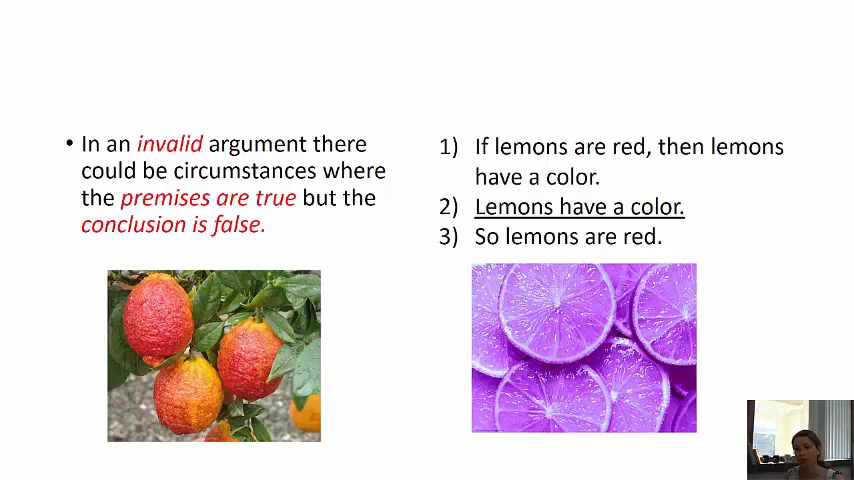 • In an invalid argument there
could be circumstances where
the premises are true but the
conclusion is false.
1) If lemons are red, then lemons
have a color.
2) Lemons have a color.
3) So lemons are red.